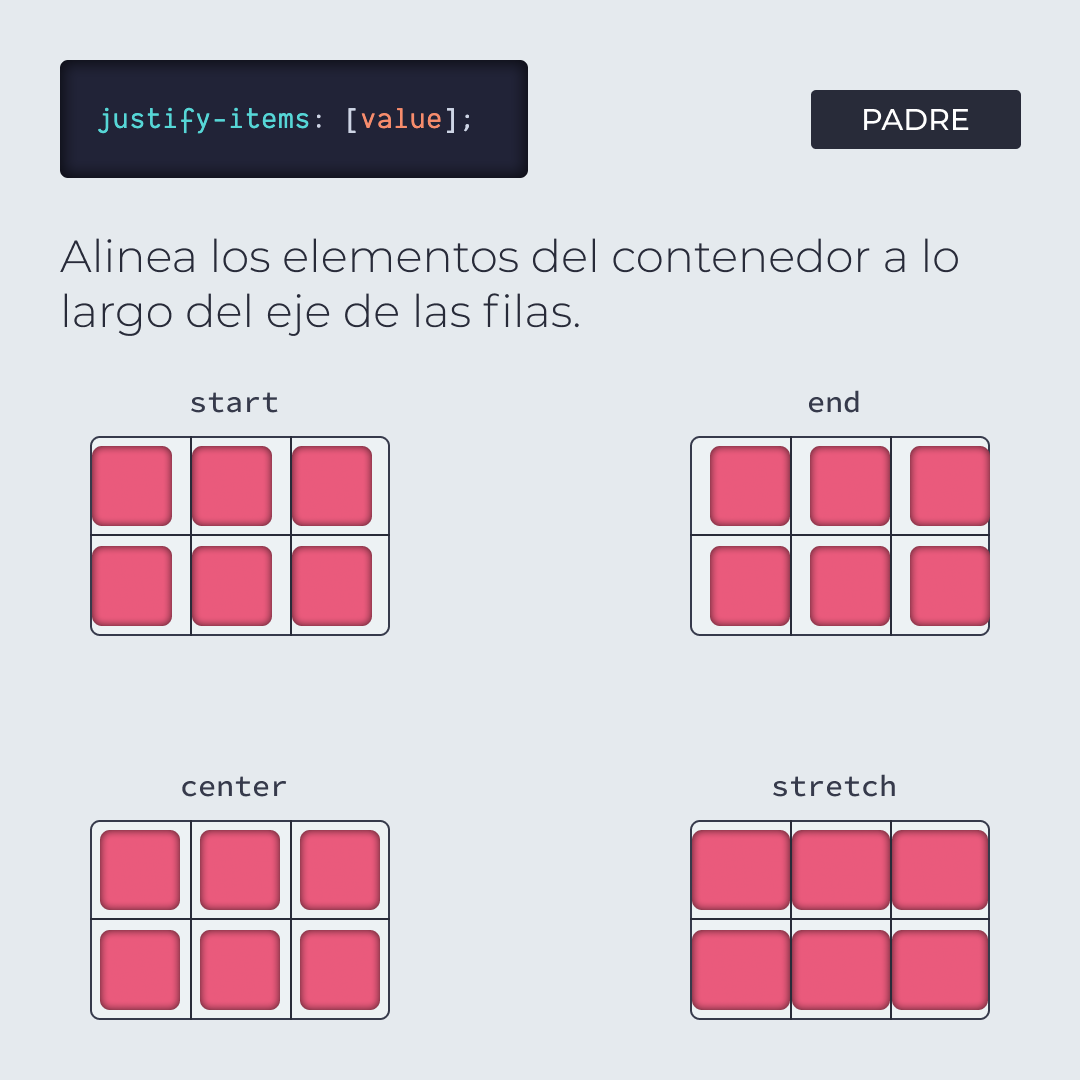 justify-items: [value];
PADRE
Alinea los elementos del contenedor a lo
largo del eje de las filas.
start
end
center
stretch